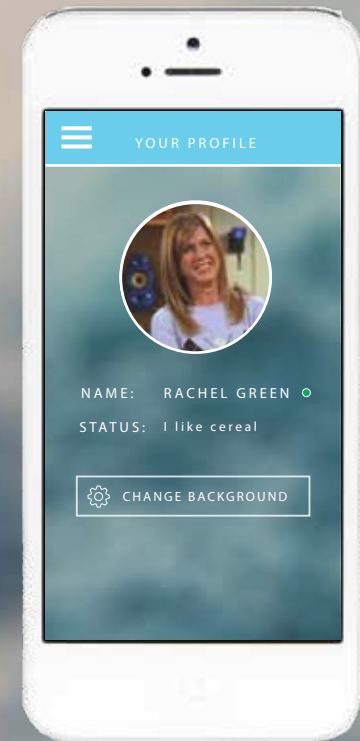 YOUR PROFILE
NAME: RACHEL GREEN
STATUS: I like cereal
CHANGE BACKGROUND